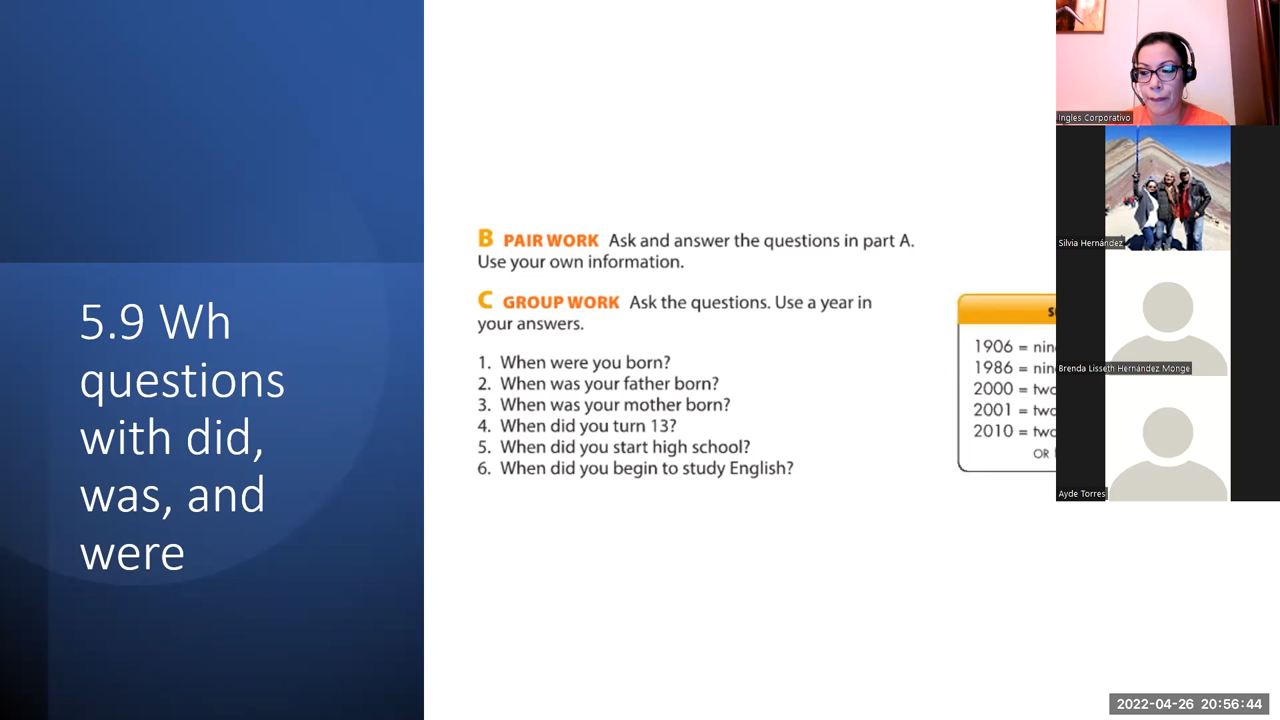 5.9 Wh
questions
with did,
was, and
were
B PAIR WORK Ask and answer the questions in part A.
Use your own information.
C GROUP WORK Ask the questions. Use a year in
your answers.
1. When were you born?
2. When was your father born?
3. When was your mother born?
4. When did you turn 13?
5. When did you start high school?
6. When did you begin to study English?
1906 =
1986 =
2000 =
2001 =
2010 =
OR
Ingles Corporativo
Silvia Hernández
Brenda Lisseth Hernández Monge
Ayde Torres
2022-04-26 20:56:44